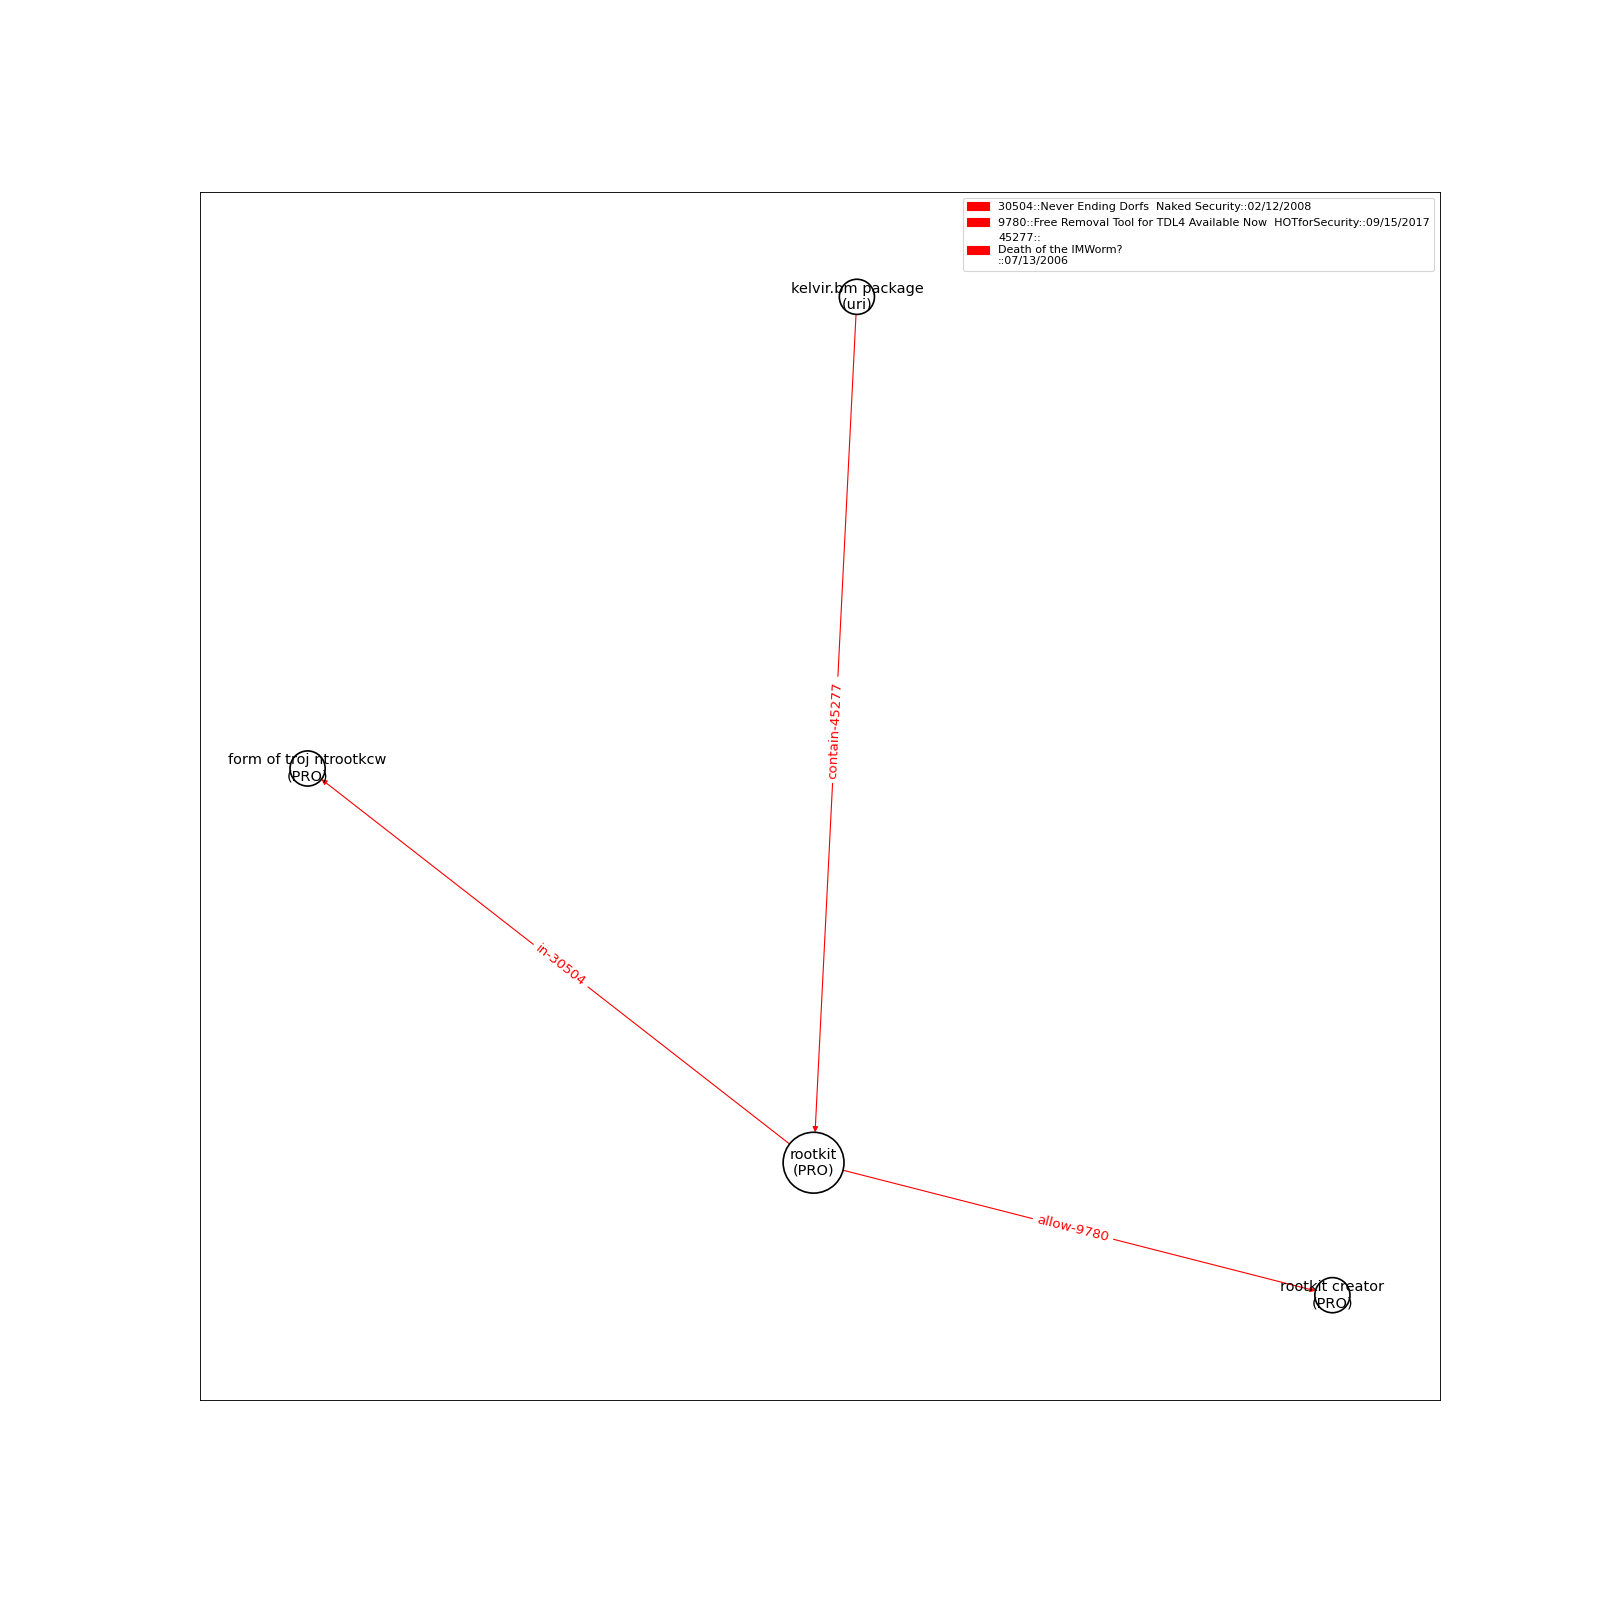 30504::Never Ending Dorfs  Naked Security::02/12/2008
9780::Free Removal Tool for TDL4 Available Now  HOTforSecurity::09/15/2017
45277::
Death of the IMWorm?
::07/13/2006
kelvir.bm package
(uri)
contain-45277
form of troj ntrootkcw
(PRO)
in-30504
rootkit
(PRO)
allow-9780
rootkit creator
(PRO)